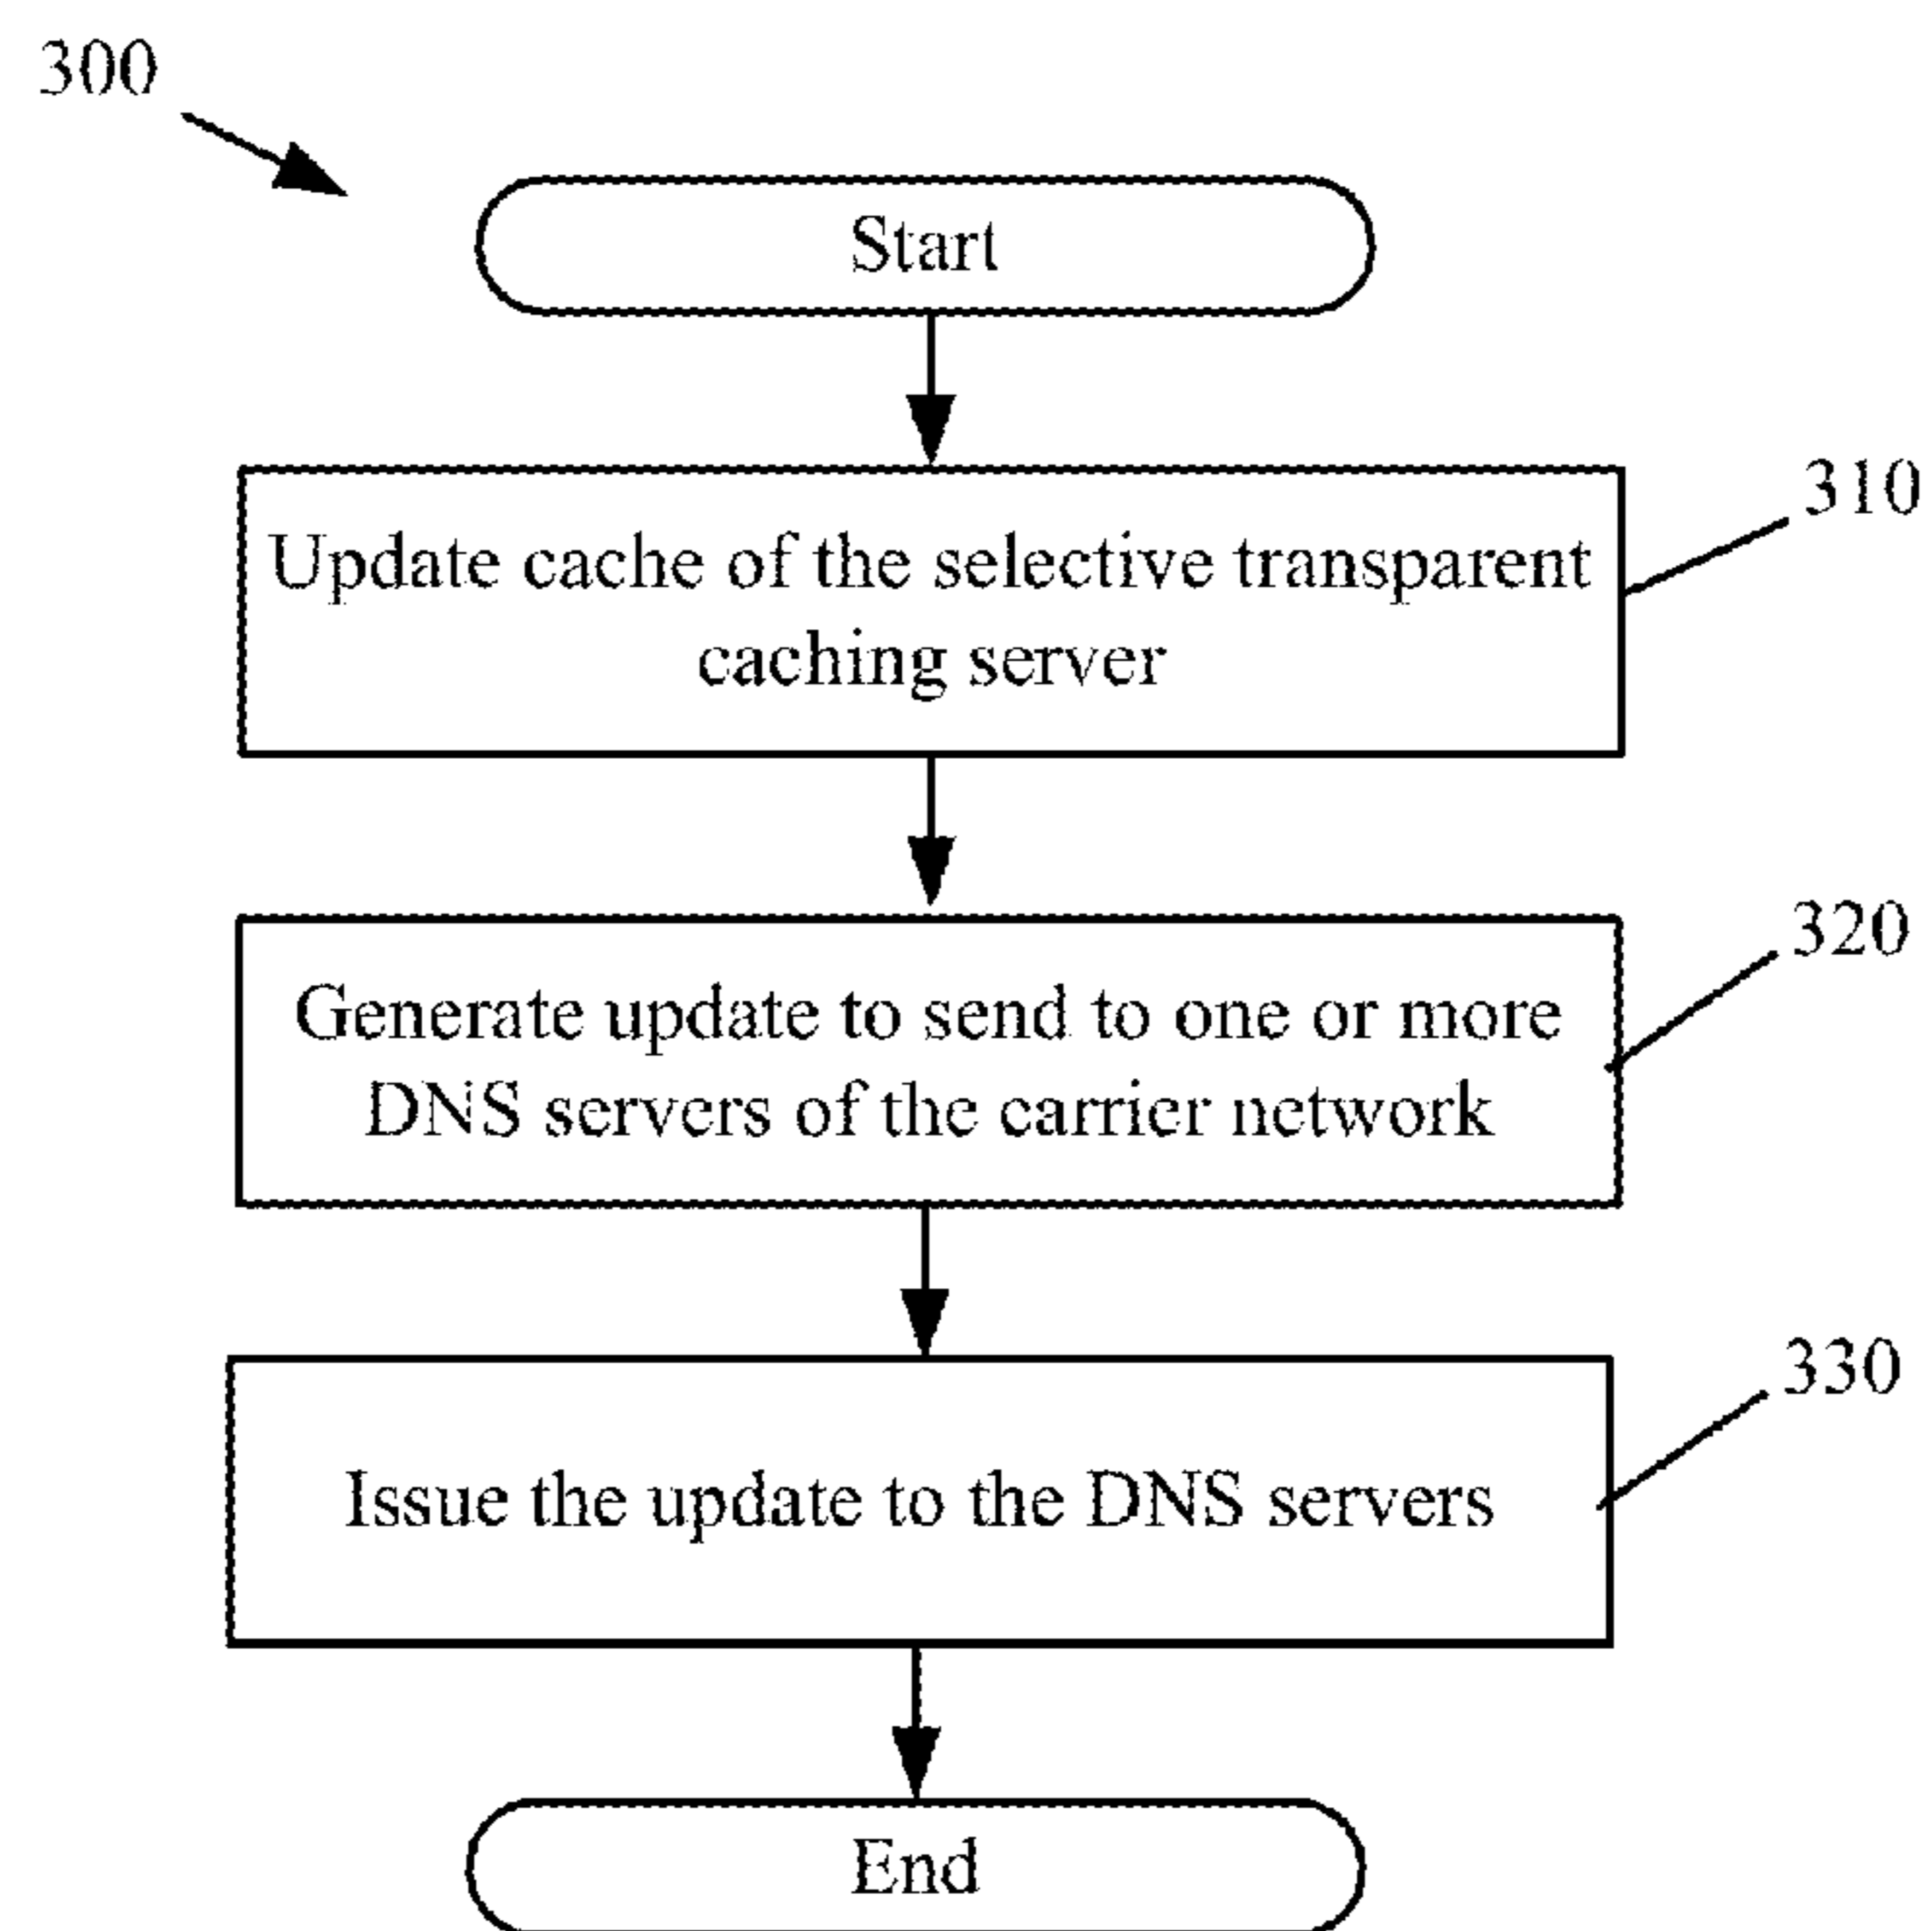 300
Start
310
Update cache of the selective transparent
caching server
320
Generate update to send to one or more
DNS servers of the carrier network
330
Issue the update to the DNS servers
End